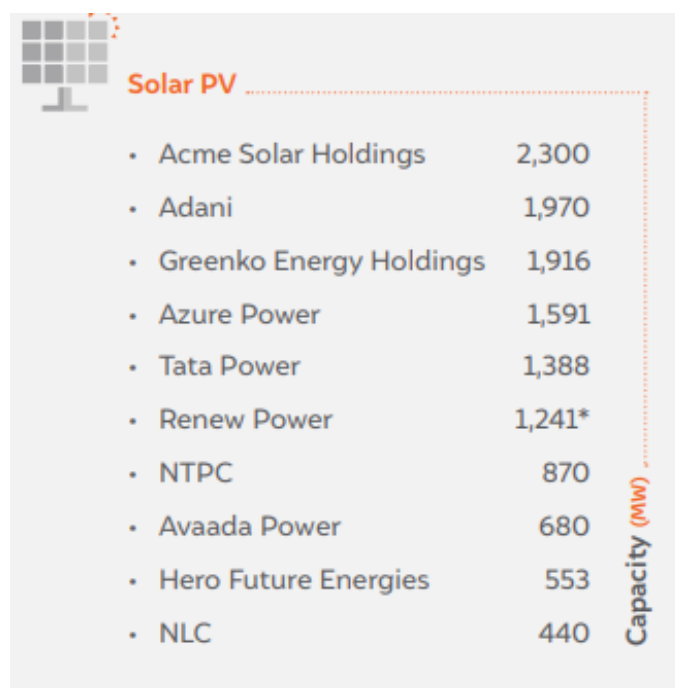 Solar PV
• Acme Solar Holdings 2,300
• Adani 1,970
• Greenko Energy Holdings 1,916
• Azure Power 1,591
• Tata Power 1,388
• Renew Power 1,241*
• NTPC 870
• Avaada Power 680
• Hero Future Energies 553
• NLC 440
Capacity (MW)